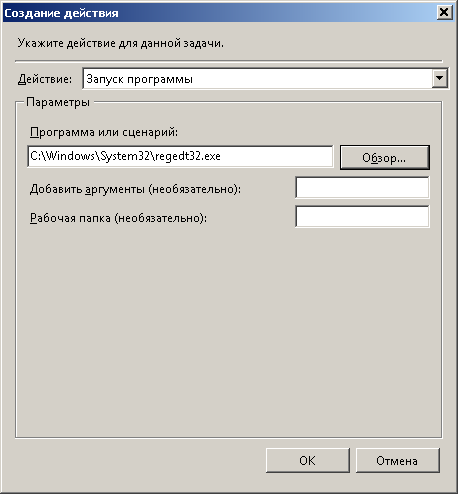 Создание действия
Укажите действие для данной задачи.
Действие: Запуск программы
Параметры
Программа или сценарий:
C:\Windows\System32\regedt32.exe Обзор...
Добавить аргументы (необязательно):
Рабочая папка (необязательно):
OK Отмена